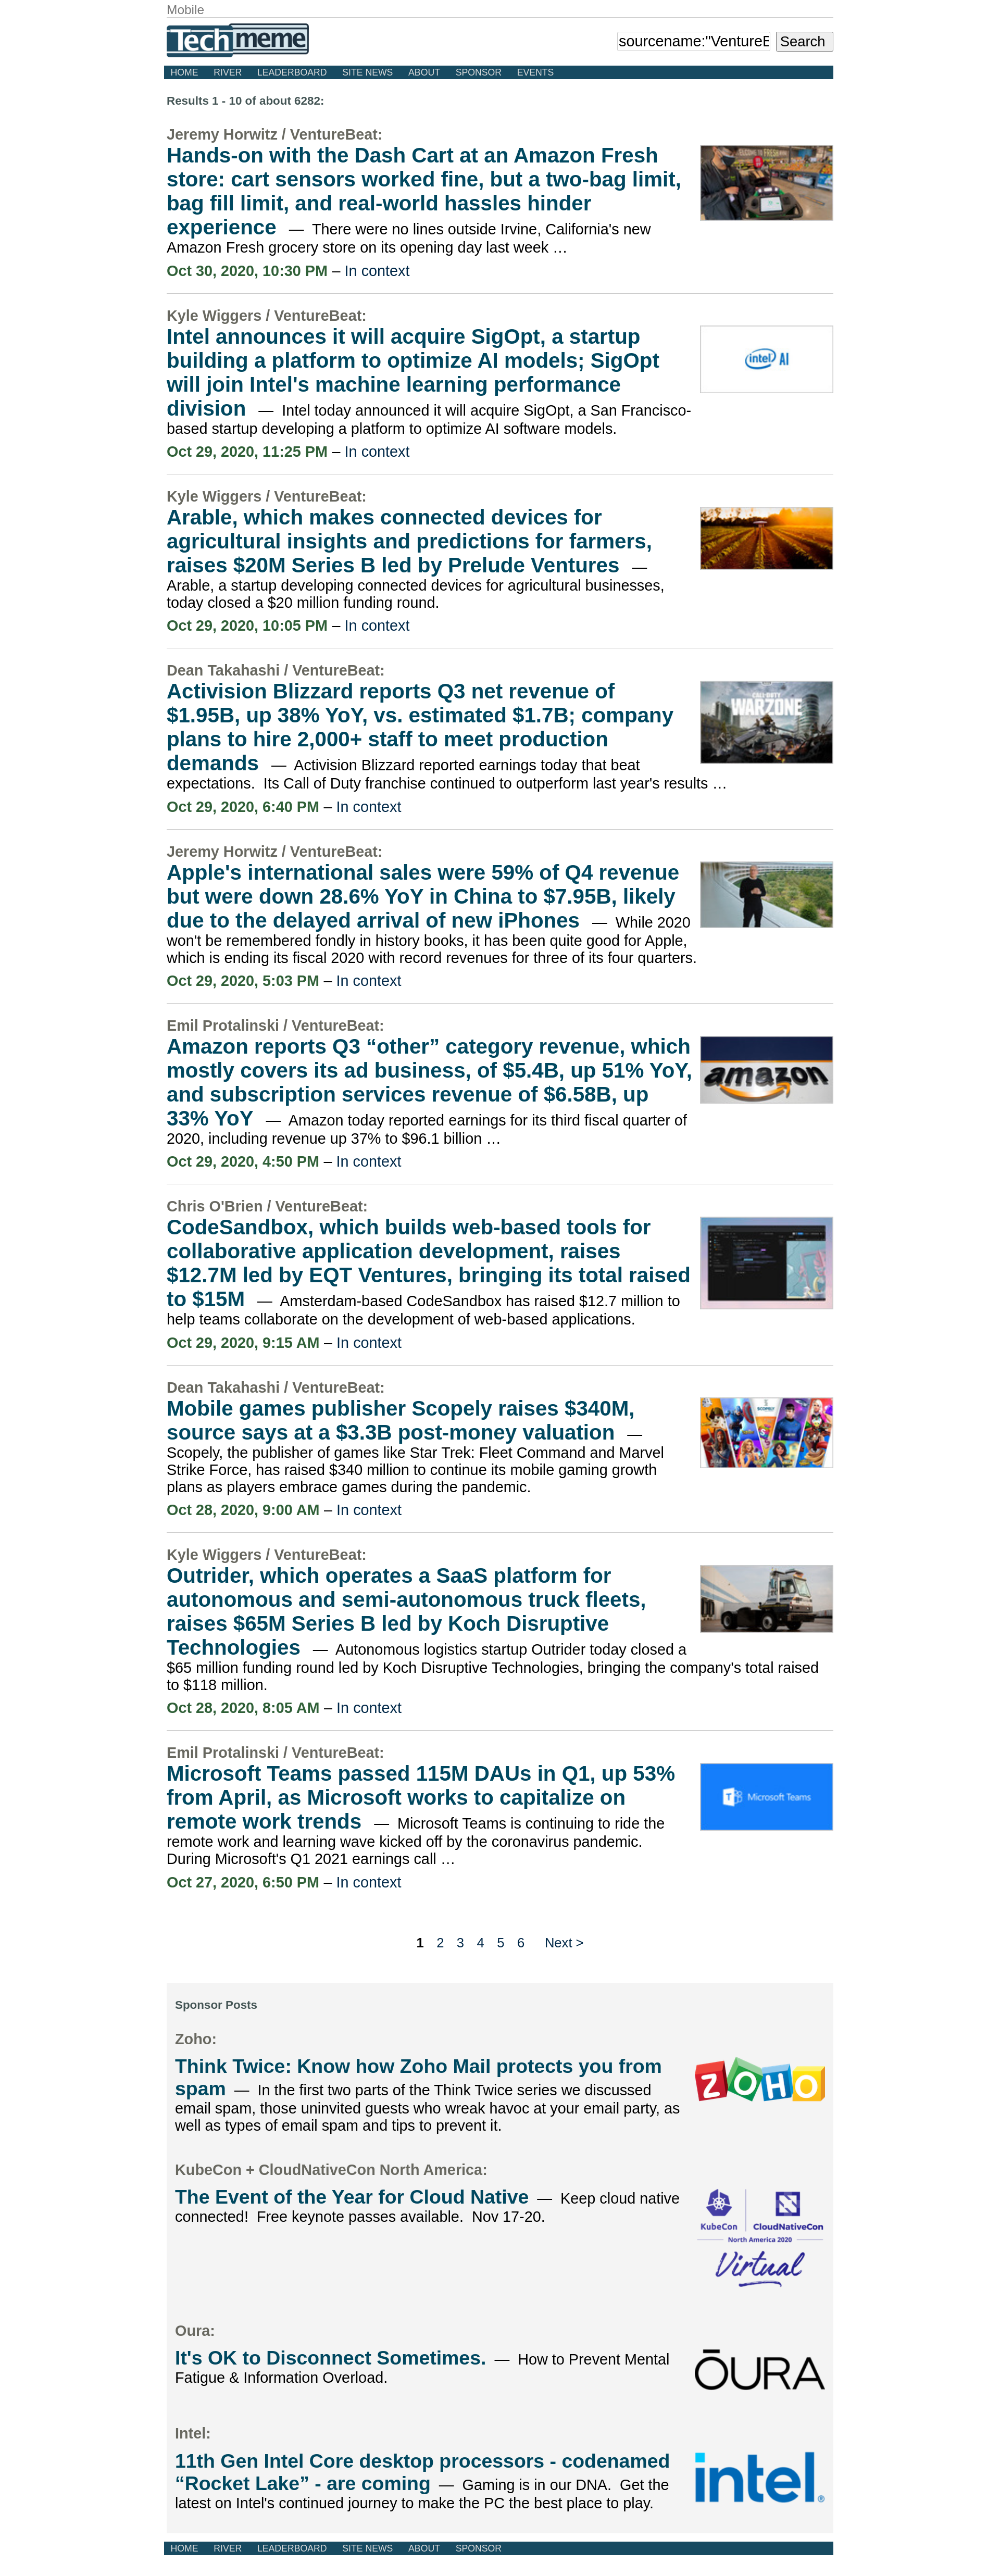 Mobile
Techmeme
sourcename:"VentureB
Search
HOME RIVER LEADERBOARD SITE NEWS ABOUT SPONSOR EVENTS
Results 1 - 10 of about 6282:
Jeremy Horwitz / VentureBeat:
Hands-on with the Dash Cart at an Amazon Fresh
store: cart sensors worked fine, but a two-bag limit,
bag fill limit, and real-world hassles hinder
experience — There were no lines outside Irvine, California's new
Amazon Fresh grocery store on its opening day last week …
Oct 30, 2020, 10:30 PM – In context
Kyle Wiggers / VentureBeat:
Intel announces it will acquire SigOpt, a startup
building a platform to optimize AI models; SigOpt
will join Intel's machine learning performance
division — Intel today announced it will acquire SigOpt, a San Francisco-
based startup developing a platform to optimize AI software models.
intel AI
Oct 29, 2020, 11:25 PM – In context
Kyle Wiggers / VentureBeat:
Arable, which makes connected devices for
agricultural insights and predictions for farmers,
raises $20M Series B led by Prelude Ventures —
Arable, a startup developing connected devices for agricultural businesses,
today closed a $20 million funding round.
Oct 29, 2020, 10:05 PM – In context
Dean Takahashi / VentureBeat:
Activision Blizzard reports Q3 net revenue of
$1.95B, up 38% YoY, vs. estimated $1.7B; company
plans to hire 2,000+ staff to meet production
demands — Activision Blizzard reported earnings today that beat
expectations. Its Call of Duty franchise continued to outperform last year's results …
CALL OF DUTY
WARZONE
Oct 29, 2020, 6:40 PM – In context
Jeremy Horwitz / VentureBeat:
Apple's international sales were 59% of Q4 revenue
but were down 28.6% YoY in China to $7.95B, likely
due to the delayed arrival of new iPhones — While 2020
won't be remembered fondly in history books, it has been quite good for Apple,
which is ending its fiscal 2020 with record revenues for three of its four quarters.
Oct 29, 2020, 5:03 PM – In context
Emil Protalinski / VentureBeat:
Amazon reports Q3 “other” category revenue, which
mostly covers its ad business, of $5.4B, up 51% YoY,
and subscription services revenue of $6.58B, up
33% YoY — Amazon today reported earnings for its third fiscal quarter of
2020, including revenue up 37% to $96.1 billion …
amazon
Oct 29, 2020, 4:50 PM – In context
Chris O'Brien / VentureBeat:
CodeSandbox, which builds web-based tools for
collaborative application development, raises
$12.7M led by EQT Ventures, bringing its total raised
to $15M — Amsterdam-based CodeSandbox has raised $12.7 million to
help teams collaborate on the development of web-based applications.
Oct 29, 2020, 9:15 AM – In context
Dean Takahashi / VentureBeat:
Mobile games publisher Scopely raises $340M,
source says at a $3.3B post-money valuation —
Scopely, the publisher of games like Star Trek: Fleet Command and Marvel
Strike Force, has raised $340 million to continue its mobile gaming growth
plans as players embrace games during the pandemic.
Oct 28, 2020, 9:00 AM – In context
Kyle Wiggers / VentureBeat:
Outrider, which operates a SaaS platform for
autonomous and semi-autonomous truck fleets,
raises $65M Series B led by Koch Disruptive
Technologies — Autonomous logistics startup Outrider today closed a
$65 million funding round led by Koch Disruptive Technologies, bringing the company's total raised
to $118 million.
Oct 28, 2020, 8:05 AM – In context
Emil Protalinski / VentureBeat:
Microsoft Teams passed 115M DAUs in Q1, up 53%
from April, as Microsoft works to capitalize on
remote work trends — Microsoft Teams is continuing to ride the
remote work and learning wave kicked off by the coronavirus pandemic.
During Microsoft's Q1 2021 earnings call …
Microsoft Teams
Oct 27, 2020, 6:50 PM – In context
1 2 3 4 5 6 Next >
Sponsor Posts
Zoho:
Think Twice: Know how Zoho Mail protects you from
spam — In the first two parts of the Think Twice series we discussed
email spam, those uninvited guests who wreak havoc at your email party, as
well as types of email spam and tips to prevent it.
ZOHO
KubeCon + CloudNativeCon North America:
The Event of the Year for Cloud Native — Keep cloud native
connected! Free keynote passes available. Nov 17-20.
KubeCon CloudNativeCon
North America 2020
Virtual
Oura:
It's OK to Disconnect Sometimes. — How to Prevent Mental
Fatigue & Information Overload.
ŌURA
Intel:
11th Gen Intel Core desktop processors - codenamed
“Rocket Lake” - are coming — Gaming is in our DNA. Get the
latest on Intel's continued journey to make the PC the best place to play.
intel®
HOME RIVER LEADERBOARD SITE NEWS ABOUT SPONSOR